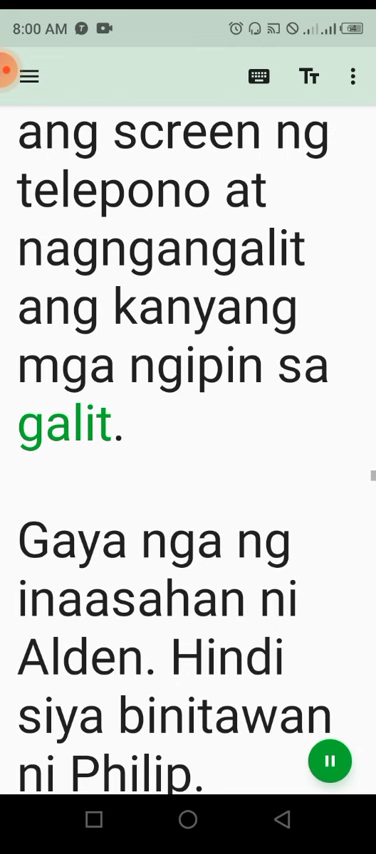 8:00 AM
Tт
ang screen ng
telepono at
nagngangalit
ang kanyang
mga ngipin sa
galit.
Gaya nga ng
inaasahan ni
Alden. Hindi
siya binitawan
ni Philip.